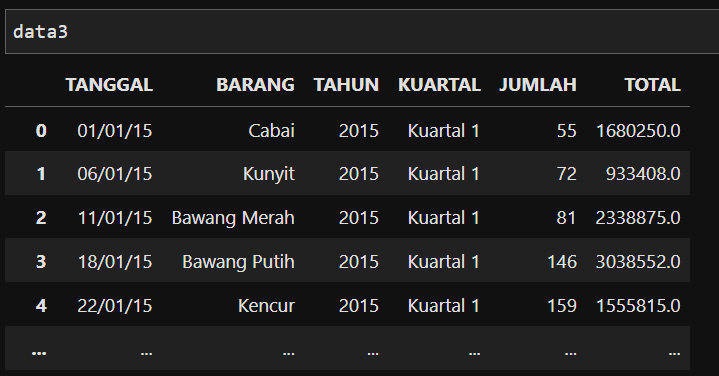 data3
TANGGAL BARANG TAHUN KUARTAL JUMLAH TOTAL
0 01/01/15 Cabai 2015 Kuartal 1 55 1680250.0
1 06/01/15 Kunyit 2015 Kuartal 1 72 933408.0
2 11/01/15 Bawang Merah 2015 Kuartal 1 81 2338875.0
3 18/01/15 Bawang Putih 2015 Kuartal 1 146 3038552.0
4 22/01/15 Kencur 2015 Kuartal 1 159 1555815.0
... ... ... ... ... ... ...